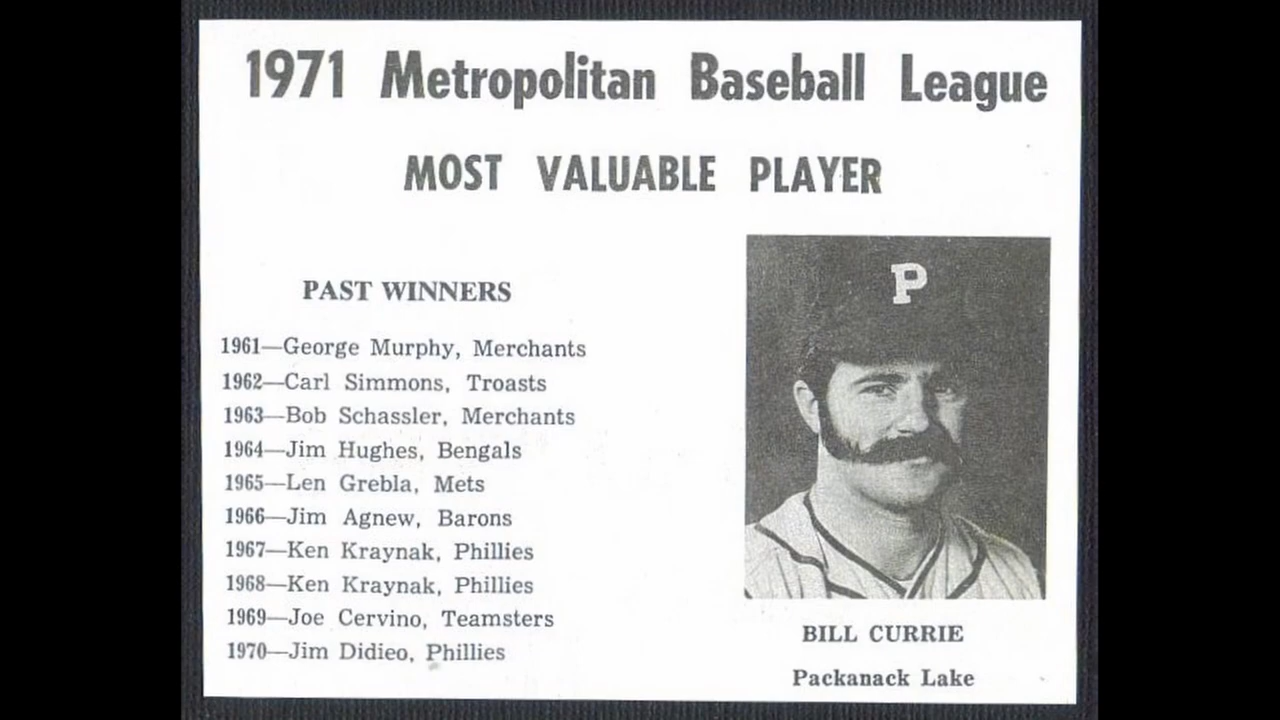 1971 Metropolitan Baseball League
MOST VALUABLE PLAYER
PAST WINNERS
1961—George Murphy, Merchants
1962—Carl Simmons, Troasts
1963—Bob Schassler, Merchants
1964—Jim Hughes, Bengals
1965—Len Grebla, Mets
1966—Jim Agnew, Barons
1967—Ken Kraynak, Phillies
1968—Ken Kraynak, Phillies
1969—Joe Cervino, Teamsters
1970—Jim Didieo, Phillies
P
BILL CURRIE
Packanack Lake